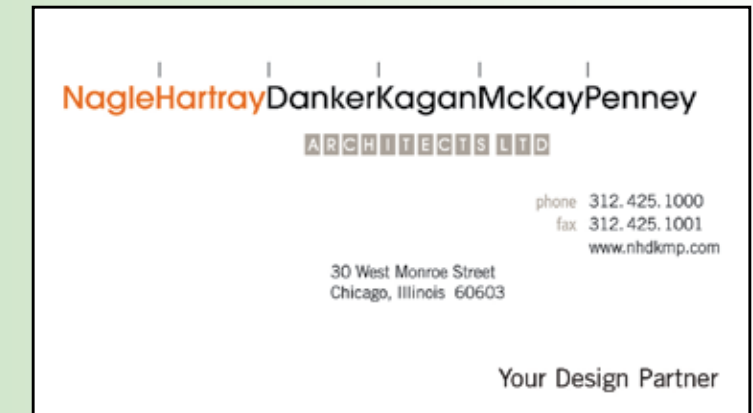 NagleHartrayDankerKaganMcKayPenney
ARCHITECTS LTD
phone 312.425.1000
fax 312.425.1001
www.nhdkmp.com
30 West Monroe Street
Chicago, Illinois 60603
Your Design Partner